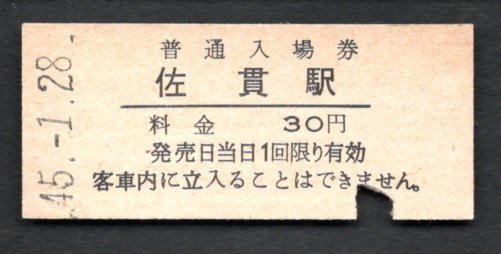 普通入場券
佐貫駅
料金 30円
発売日当日1回限り有効
客車内に立入ることはできません。
45.-1.28.